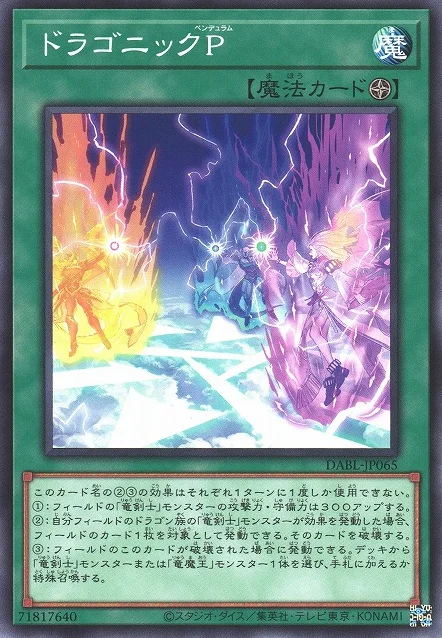 ペンデュラム
ドラゴニックP
魔
まほう
【魔法カード】
DABL-JP065
このカード名の②③の効果はそれぞれ1ターンに1度しか使用できない。
①:フィールドの「竜剣士」モンスターの攻撃力・守備力は300アップする。
②:自分フィールドのドラゴン族の「竜剣士」モンスターが効果を発動した場合、
フィールドのカード1枚を対象として発動できる。そのカードを破壊する。
③:フィールドのこのカードが破壊された場合に発動できる。デッキから
「竜剣士」モンスターまたは「竜魔王」モンスター1体を選び、手札に加えるか
特殊召喚する。
71817640
©スタジオ・ダイス/集英社・テレビ東京・KONAMI